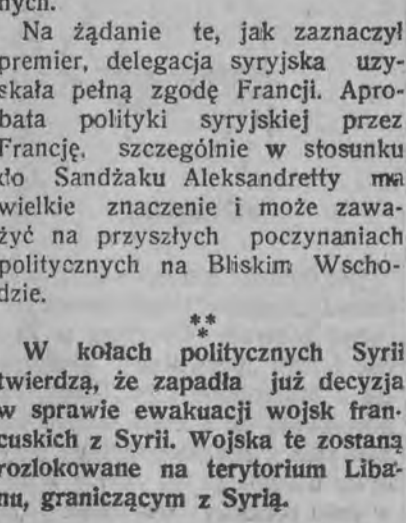 nych.
Na żądanie te, jak zaznaczył
premier, delegacja syryjska uzy-
skała pełną zgodę Francji. Apro-
bata polityki syryjskiej przez
Francję, szczególnie w stosunku
do Sandżaku Aleksandretty ma
wielkie znaczenie i może zawa-
żyć na przyszłych poczynaniach
politycznych na Bliskim Wscho-
dzie.
***
W kołach politycznych Syrii
twierdzą, że zapadła już decyzja
w sprawie ewakuacji wojsk fran-
cuskich z Syrii. Wojska te zostaną
rozlokowane na terytorium Liba-
nu, graniczącym z Syrią.